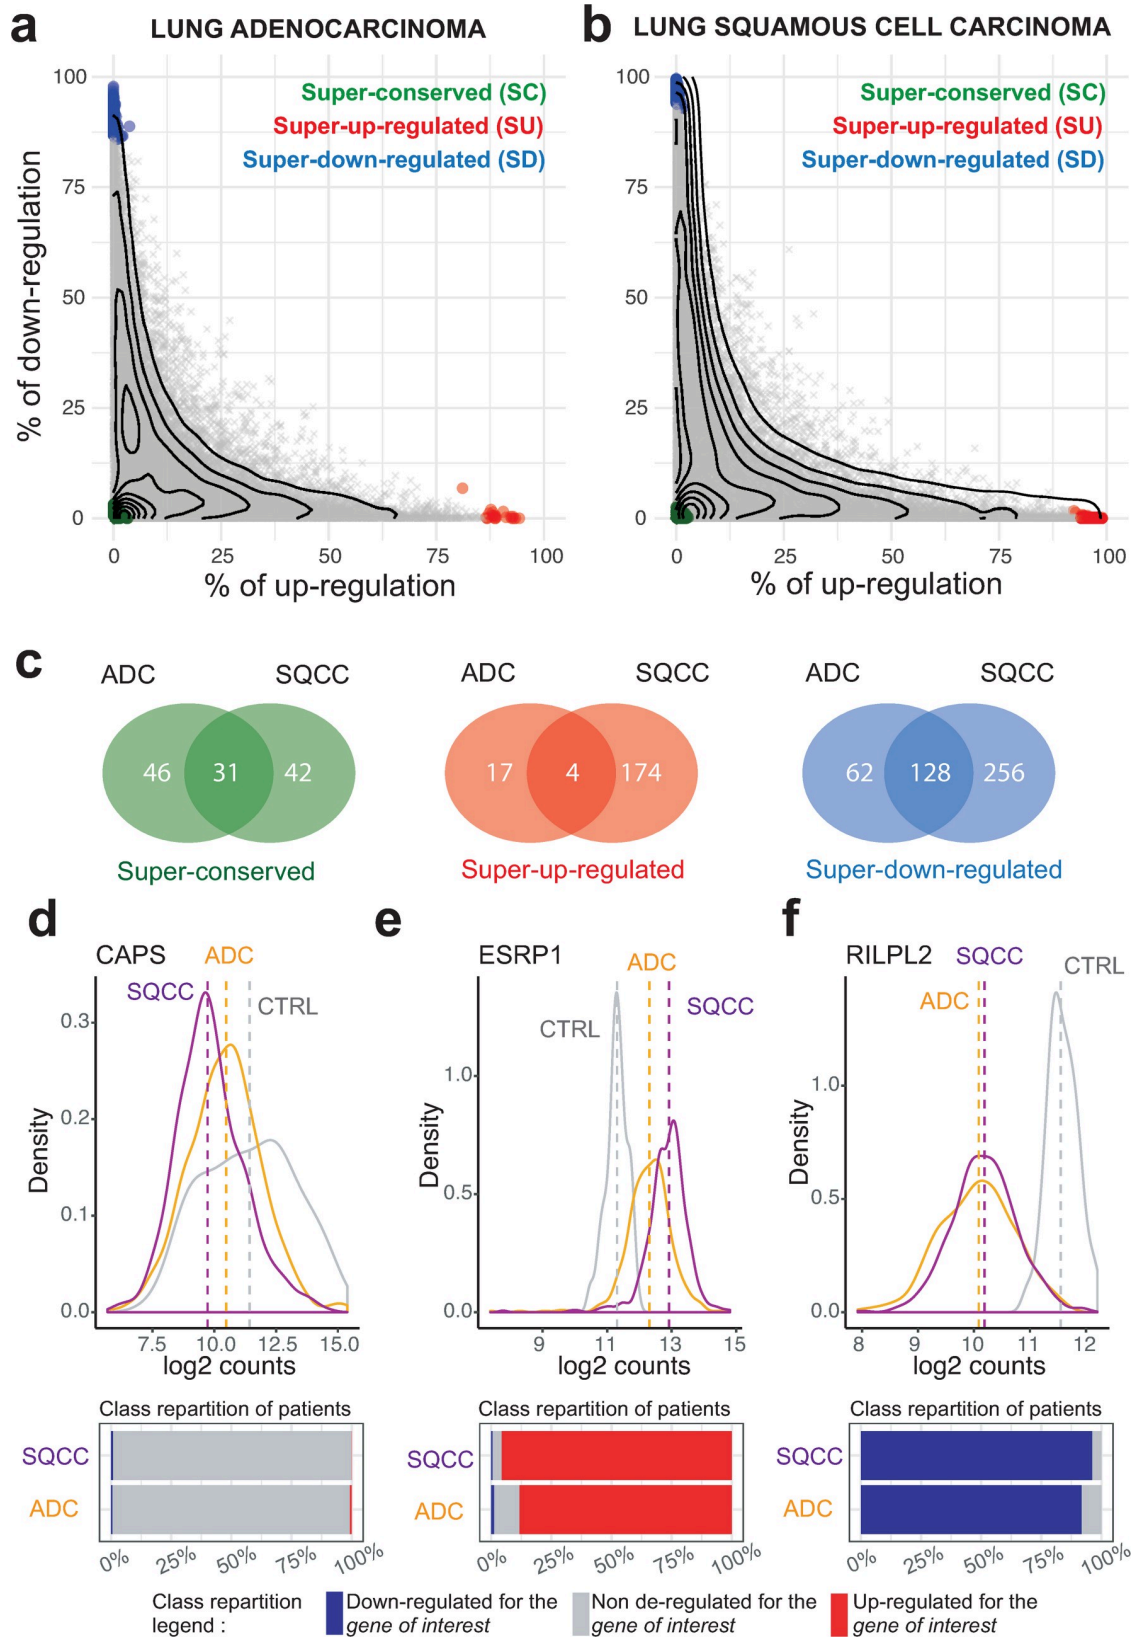 a
LUNG ADENOCARCINOMA
b
LUNG SQUAMOUS CELL CARCINOMA
% of down-regulation
100
75
50
25
0
Super-conserved (SC)
Super-up-regulated (SU)
Super-down-regulated (SD)
0 25 50 75 100
% of up-regulation
100
75
50
25
0
Super-conserved (SC)
Super-up-regulated (SU)
Super-down-regulated (SD)
0 25 50 75 100
% of up-regulation
c
ADC SQCC
46 31 42
Super-conserved
ADC SQCC
17 4 174
Super-up-regulated
ADC SQCC
62 128 256
Super-down-regulated
d
CAPS
ADC
SQCC
CTRL
Density
0.3
0.2
0.1
0.0
7.5 10.0 12.5 15.0
log2 counts
e
ESRP1
ADC
CTRL
SQCC
Density
1.0
0.5
0.0
9 11 13 15
log2 counts
f
RILPL2
SQCC
CTRL
ADC
Density
1.0
0.5
0.0
8 9 10 11 12
log2 counts
Class repartition of patients
SQCC
ADC
0% 25% 50% 75% 100%
Class repartition of patients
SQCC
ADC
0% 25% 50% 75% 100%
Class repartition of patients
SQCC
ADC
0% 25% 50% 75% 100%
Class repartition
legend :
Down-regulated for the
gene of interest
Non de-regulated for the
gene of interest
Up-regulated for the
gene of interest